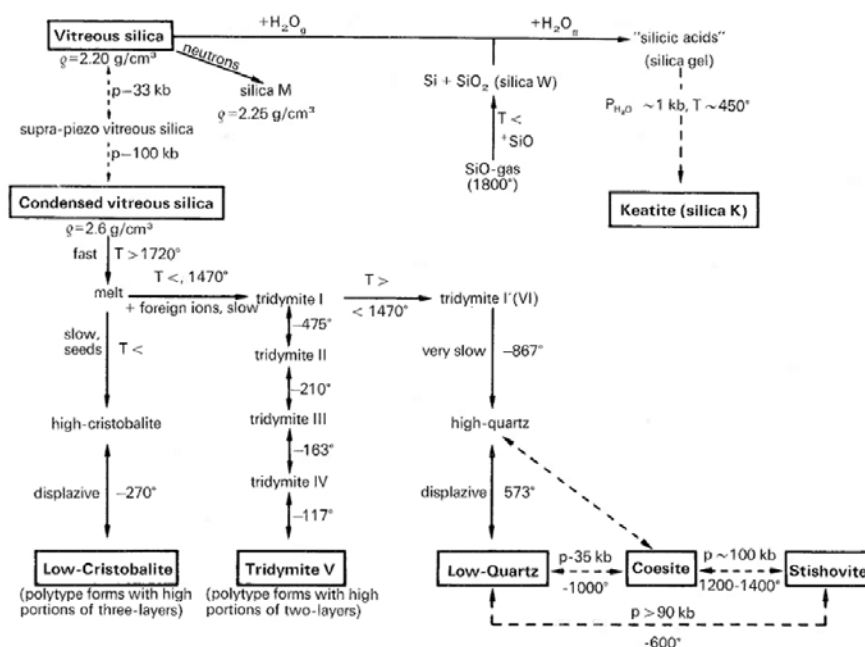 +H₂O₉
+H₂Oₗₗ
Vitreous silica
neutrons
"silicic acids"
(silica gel)
ϱ=2.20 g/cm³
silica M
ϱ=2.25 g/cm³
Si + SiO₂ (silica W)
p—33 kb
P_H₂O ~1 kb, T~450°
supra-piezo vitreous silica
T <
+SiO
p—100 kb
SiO-gas
(1800°)
Condensed vitreous silica
Keatite (silica K)
ϱ=2.6 g/cm³
fast
T > 1720°
melt
T <, 1470°
+ foreign ions, slow
tridymite I
T >
< 1470°
tridymite I'(VI)
–475°
slow,
seeds
T <
tridymite II
very slow
–867°
–210°
high-cristobalite
tridymite III
high-quartz
–163°
tridymite IV
displazive
–270°
–117°
displazive
573°
Low-Cristobalite
Tridymite V
Low-Quartz
p-35 kb
-1000°
Coesite
p ~ 100 kb
1200-1400°
Stishovite
(polytype forms with high
portions of three-layers)
(polytype forms with high
portions of two-layers)
p > 90 kb
-600°